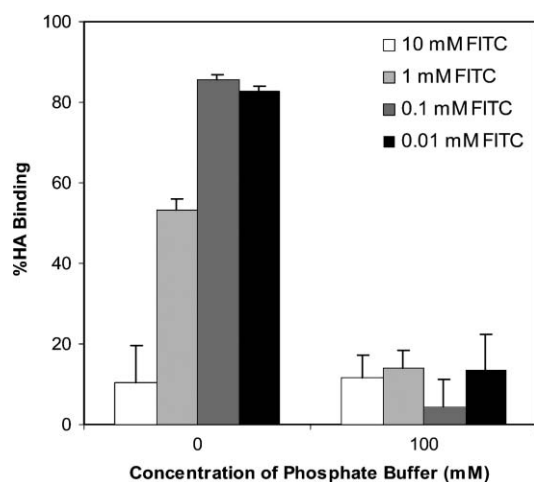 100
80
60
40
20
0
%HA Binding
10 mM FITC
1 mM FITC
0.1 mM FITC
0.01 mM FITC
0 100
Concentration of Phosphate Buffer (mM)